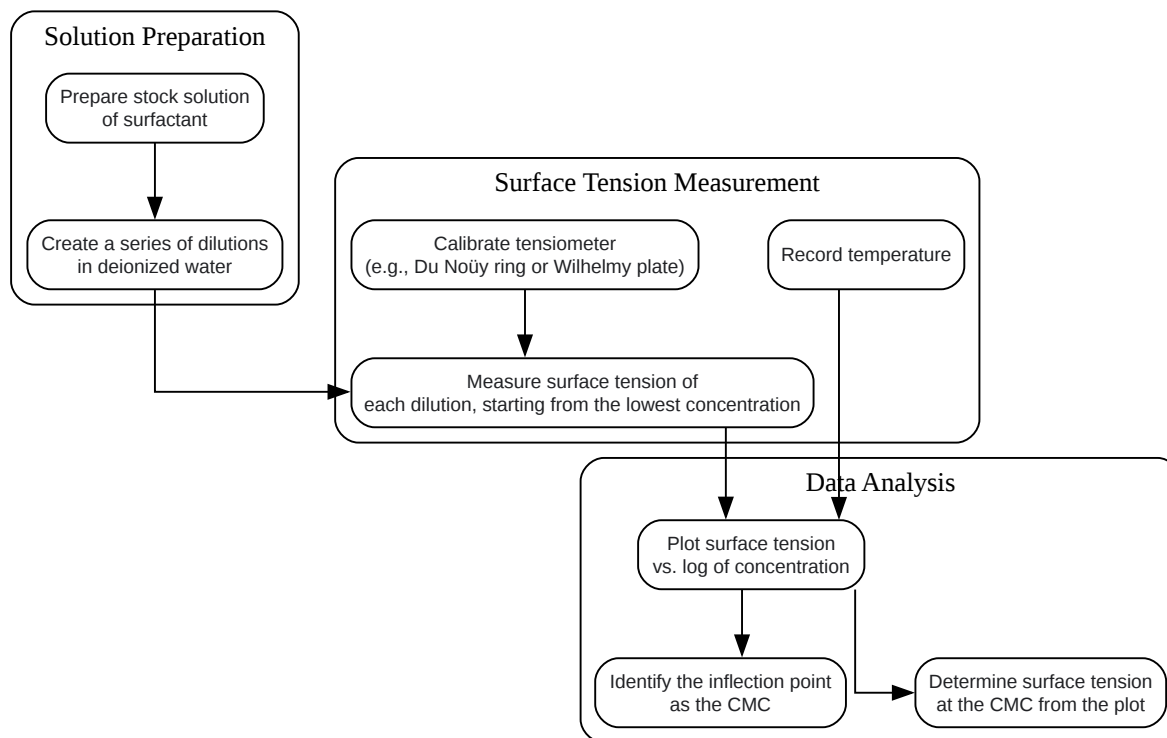 Solution Preparation
Prepare stock solution
of surfactant
Create a series of dilutions
in deionized water
Surface Tension Measurement
Calibrate tensiometer
(e.g., Du Noüy ring or Wilhelmy plate)
Record temperature
Measure surface tension of
each dilution, starting from the lowest concentration
Data Analysis
Plot surface tension
vs. log of concentration
Identify the inflection point
as the CMC
Determine surface tension
at the CMC from the plot